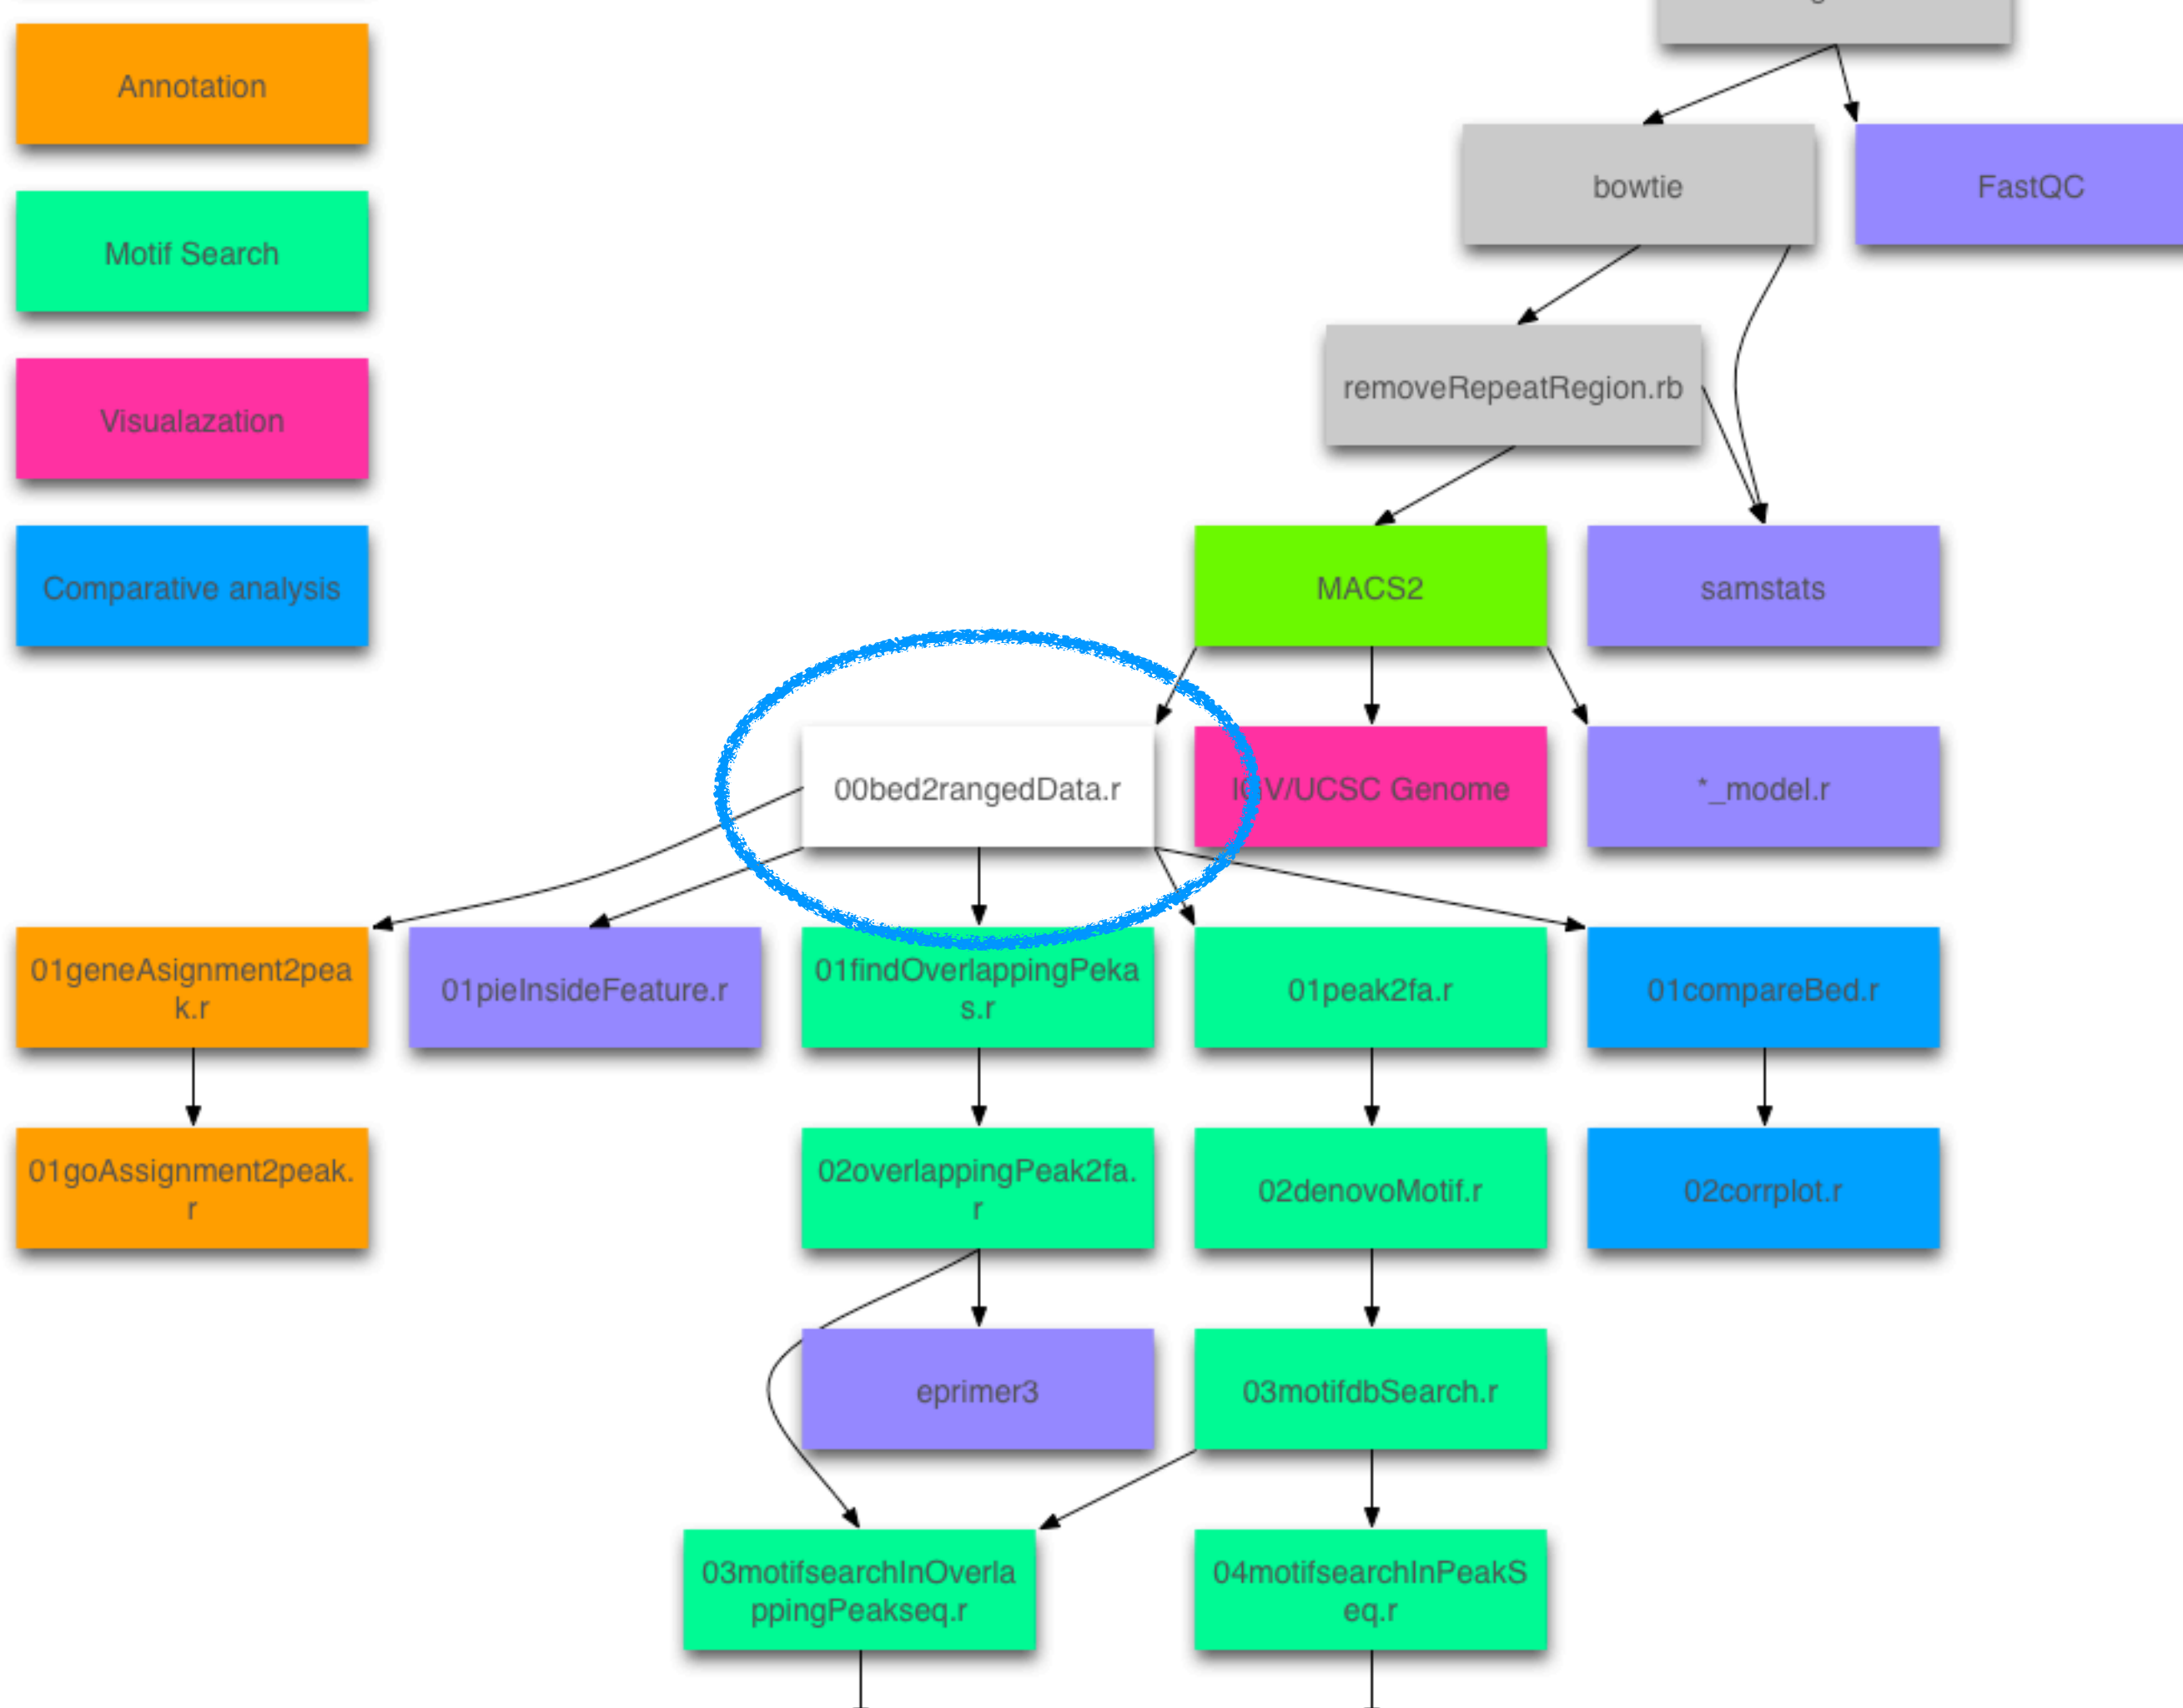 Annotation
Motif Search
Visualazation
Comparative analysis
bowtie
FastQC
removeRepeatRegion.rb
MACS2
samstats
00bed2rangedData.r
IGV/UCSC Genome
*_model.r
01geneAsignment2pea
k.r
01pieInsideFeature.r
01findOverlappingPeka
s.r
01peak2fa.r
01compareBed.r
01goAssignment2peak.
r
02overlappingPeak2fa.
r
02denovoMotif.r
02corrplot.r
eprimer3
03motifdbSearch.r
03motifsearchInOverla
ppingPeakseq.r
04motifsearchInPeakS
eq.r